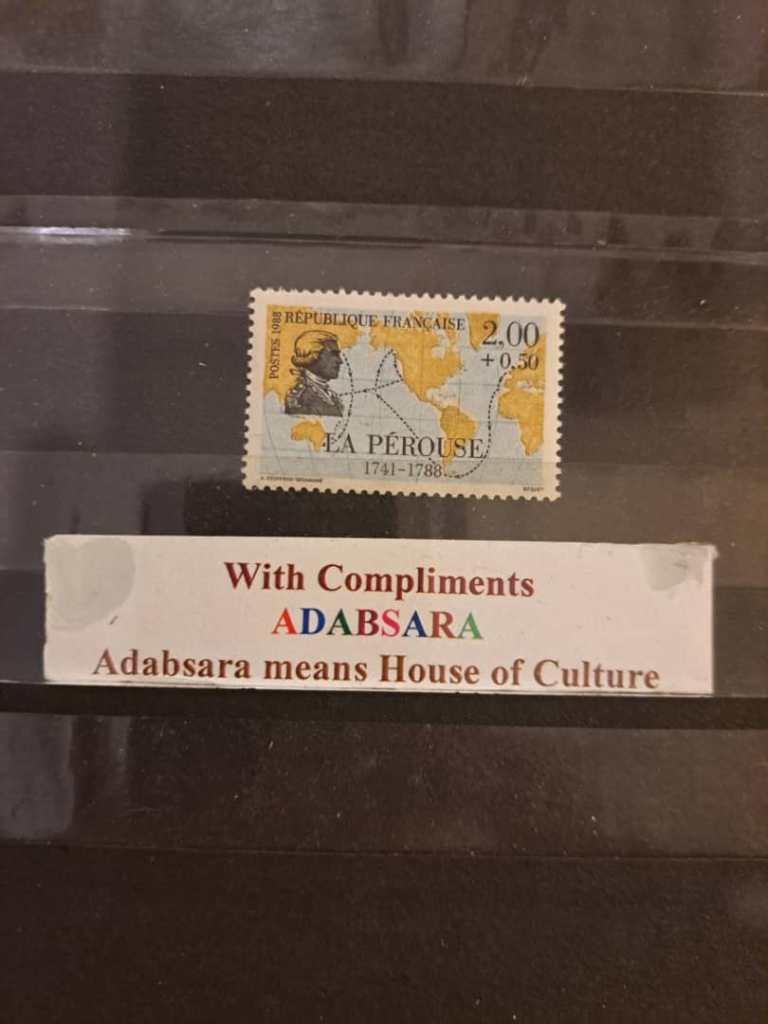 POSTES 1988
RÉPUBLIQUE FRANÇAISE
2,00
+ 0,50
LA PÉROUSE
1741-1788
With Compliments
ADABSARA
Adabsara means House of Culture